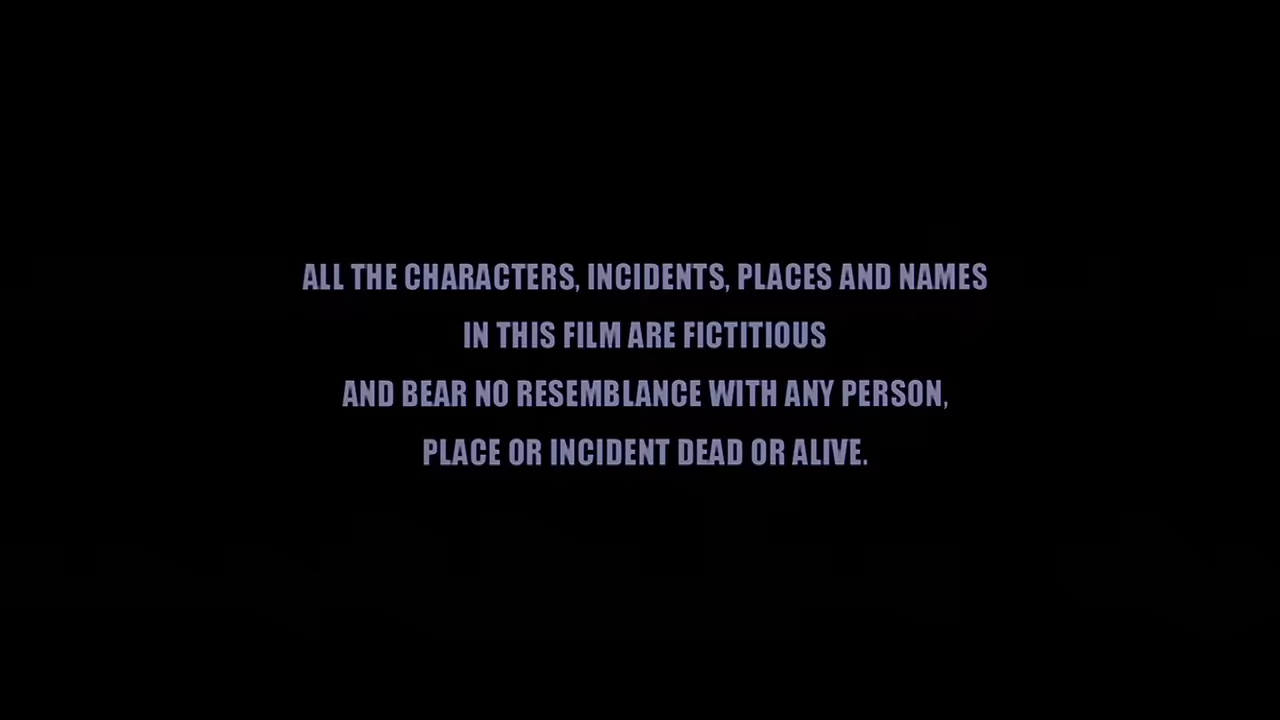 ALL THE CHARACTERS, INCIDENTS, PLACES AND NAMES
IN THIS FILM ARE FICTITIOUS
AND BEAR NO RESEMBLANCE WITH ANY PERSON,
PLACE OR INCIDENT DEAD OR ALIVE.